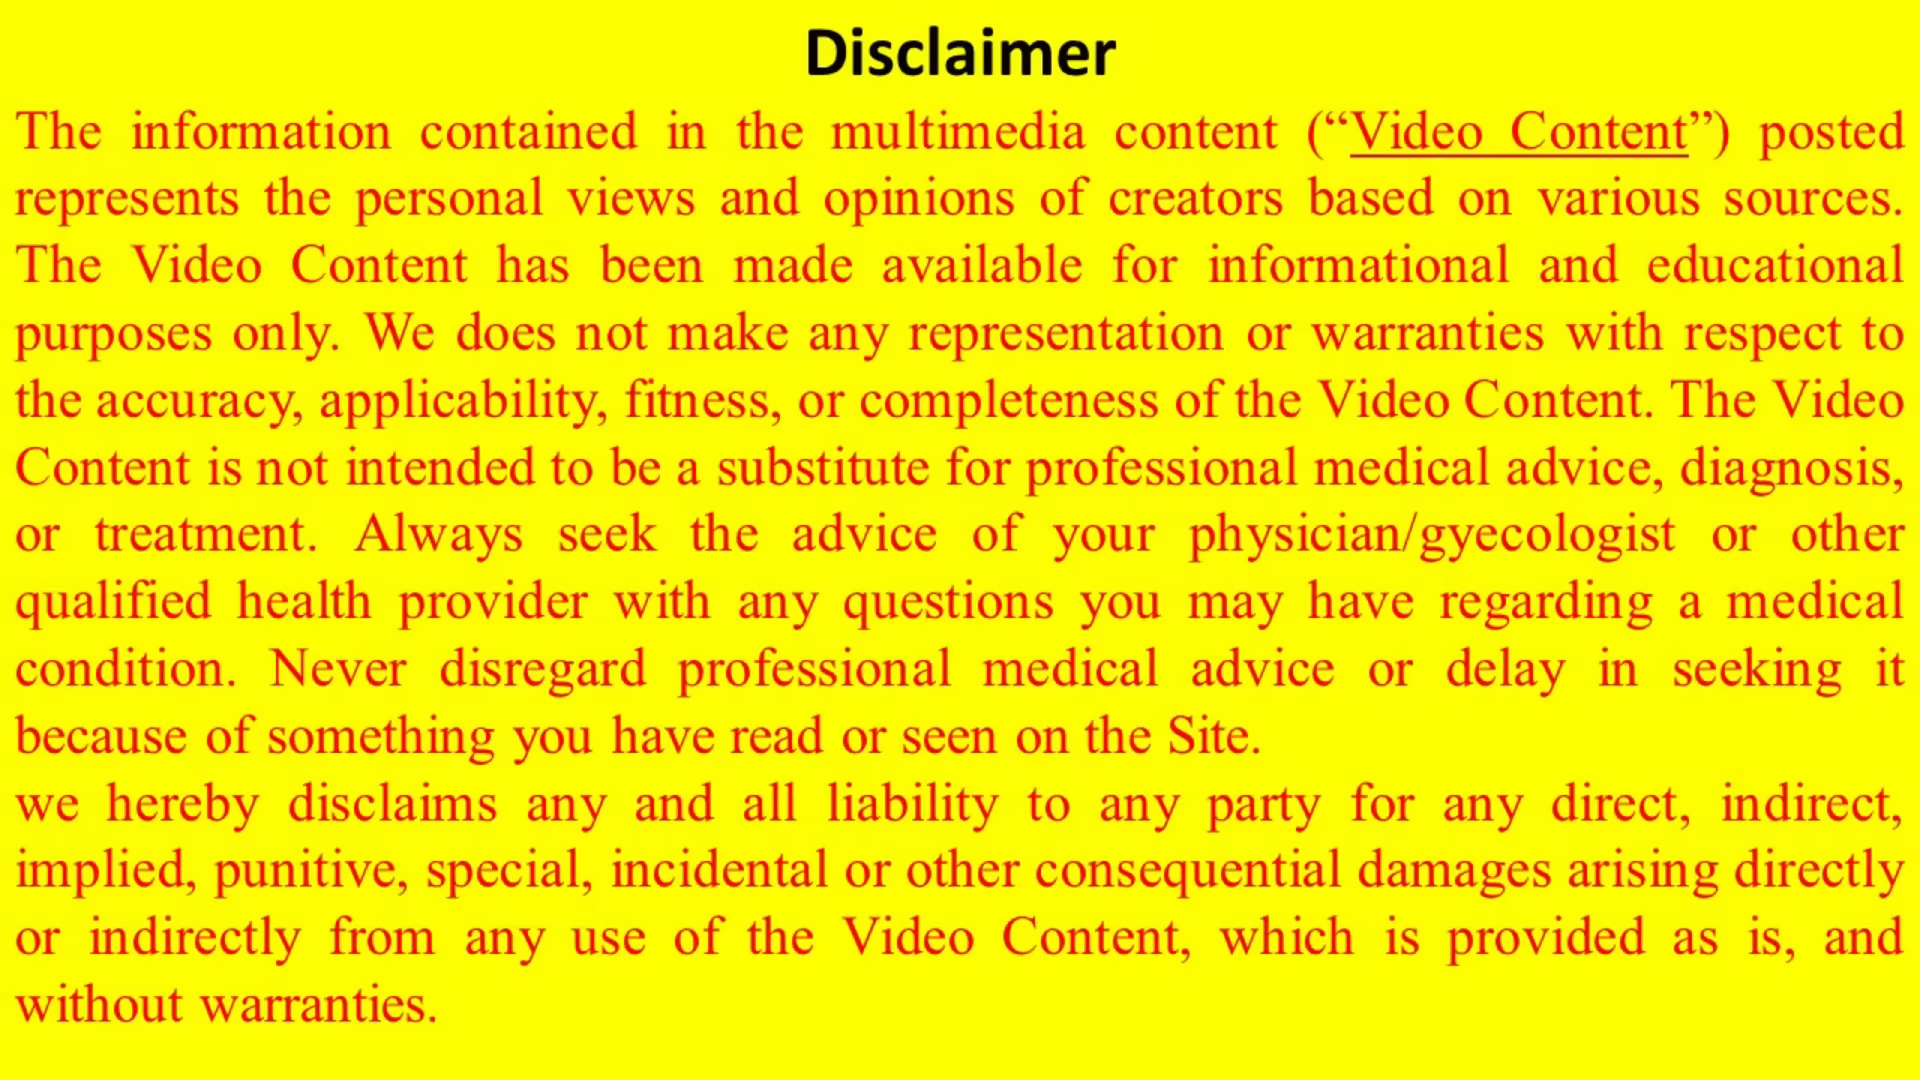 Disclaimer
The information contained in the multimedia content (“Video Content”) posted
represents the personal views and opinions of creators based on various sources.
The Video Content has been made available for informational and educational
purposes only. We does not make any representation or warranties with respect to
the accuracy, applicability, fitness, or completeness of the Video Content. The Video
Content is not intended to be a substitute for professional medical advice, diagnosis,
or treatment. Always seek the advice of your physician/gyecologist or other
qualified health provider with any questions you may have regarding a medical
condition. Never disregard professional medical advice or delay in seeking it
because of something you have read or seen on the Site.
we hereby disclaims any and all liability to any party for any direct, indirect,
implied, punitive, special, incidental or other consequential damages arising directly
or indirectly from any use of the Video Content, which is provided as is, and
without warranties.